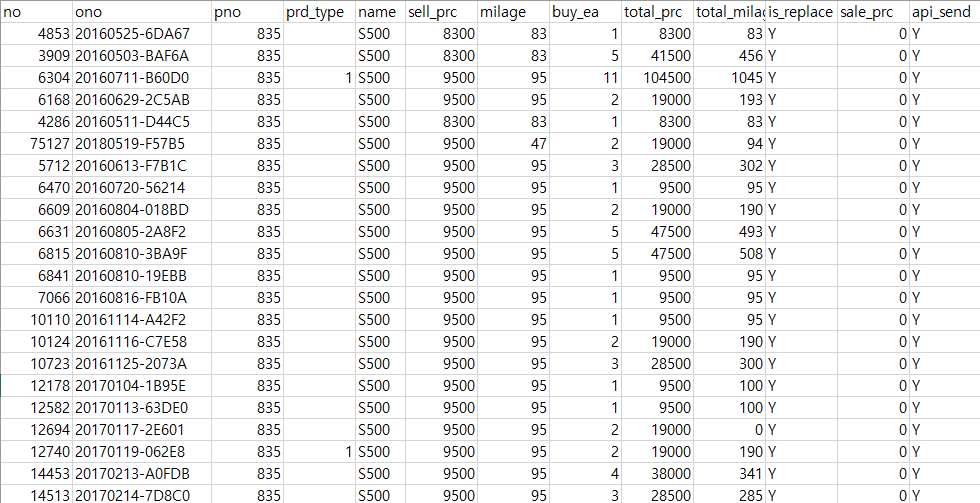 no ono pno prd_type name sell_prc milage buy_ea total_prc total_mila is_replace sale_prc api_send
4853 20160525-6DA67 835 S500 8300 83 1 8300 83 Y 0 Y
3909 20160503-BAF6A 835 S500 8300 83 5 41500 456 Y 0 Y
6304 20160711-B60D0 835 1 S500 9500 95 11 104500 1045 Y 0 Y
6168 20160629-2C5AB 835 S500 9500 95 2 19000 193 Y 0 Y
4286 20160511-D44C5 835 S500 8300 83 1 8300 83 Y 0 Y
75127 20180519-F57B5 835 S500 9500 47 2 19000 94 Y 0 Y
5712 20160613-F7B1C 835 S500 9500 95 3 28500 302 Y 0 Y
6470 20160720-56214 835 S500 9500 95 1 9500 95 Y 0 Y
6609 20160804-018BD 835 S500 9500 95 2 19000 190 Y 0 Y
6631 20160805-2A8F2 835 S500 9500 95 5 47500 493 Y 0 Y
6815 20160810-3BA9F 835 S500 9500 95 5 47500 508 Y 0 Y
6841 20160810-19EBB 835 S500 9500 95 1 9500 95 Y 0 Y
7066 20160816-FB10A 835 S500 9500 95 1 9500 95 Y 0 Y
10110 20161114-A42F2 835 S500 9500 95 1 9500 95 Y 0 Y
10124 20161116-C7E58 835 S500 9500 95 2 19000 190 Y 0 Y
10723 20161125-2073A 835 S500 9500 95 3 28500 300 Y 0 Y
12178 20170104-1B95E 835 S500 9500 95 1 9500 100 Y 0 Y
12582 20170113-63DE0 835 S500 9500 95 1 9500 100 Y 0 Y
12694 20170117-2E601 835 S500 9500 95 2 19000 0 Y 0 Y
12740 20170119-062E8 835 1 S500 9500 95 2 19000 190 Y 0 Y
14453 20170213-A0FDB 835 S500 9500 95 4 38000 341 Y 0 Y
14513 20170214-7D8C0 835 S500 9500 95 3 28500 285 Y 0 Y